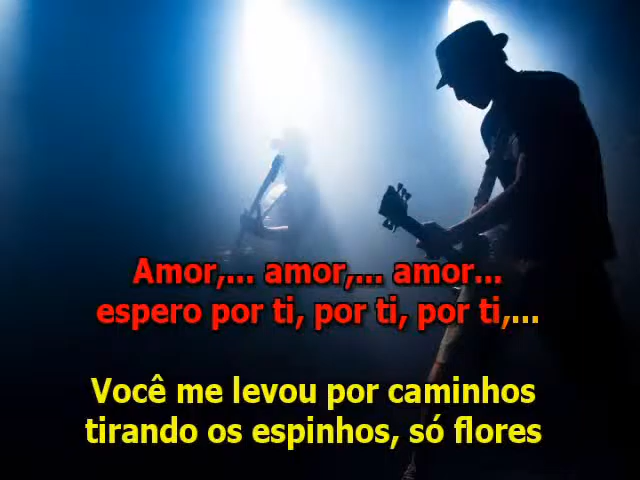 Amor,... amor,... amor...
espero por ti, por ti, por ti,...
Você me levou por caminhos
tirando os espinhos, só flores